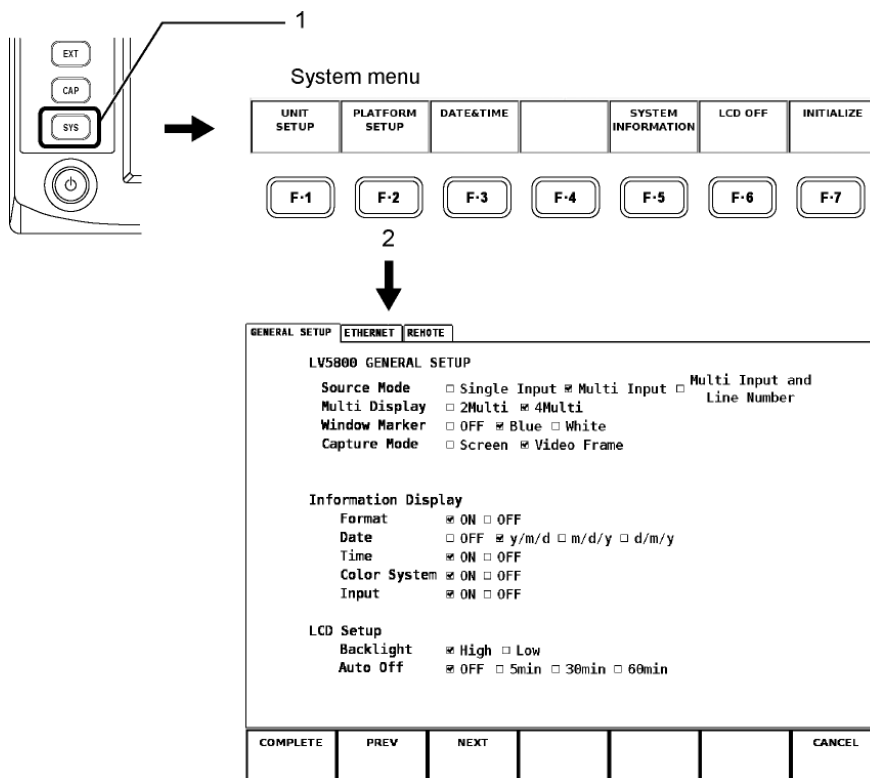 1
EXT
CAP
SYS
System menu
UNIT SETUP
PLATFORM SETUP
DATE&TIME
SYSTEM INFORMATION
LCD OFF
INITIALIZE
F·1 F·2 F·3 F·4 F·5 F·6 F·7
2
GENERAL SETUP ETHERNET REMOTE
LV5800 GENERAL SETUP
Source Mode □ Single Input ☑ Multi Input □ Multi Input and Line Number
Multi Display □ 2Multi ☑ 4Multi
Window Marker □ OFF ☑ Blue □ White
Capture Mode □ Screen ☑ Video Frame
Information Display
Format ☑ ON □ OFF
Date □ OFF ☑ y/m/d □ m/d/y □ d/m/y
Time ☑ ON □ OFF
Color System ☑ ON □ OFF
Input ☑ ON □ OFF
LCD Setup
Backlight ☑ High □ Low
Auto Off ☑ OFF □ 5min □ 30min □ 60min
COMPLETE PREV NEXT CANCEL